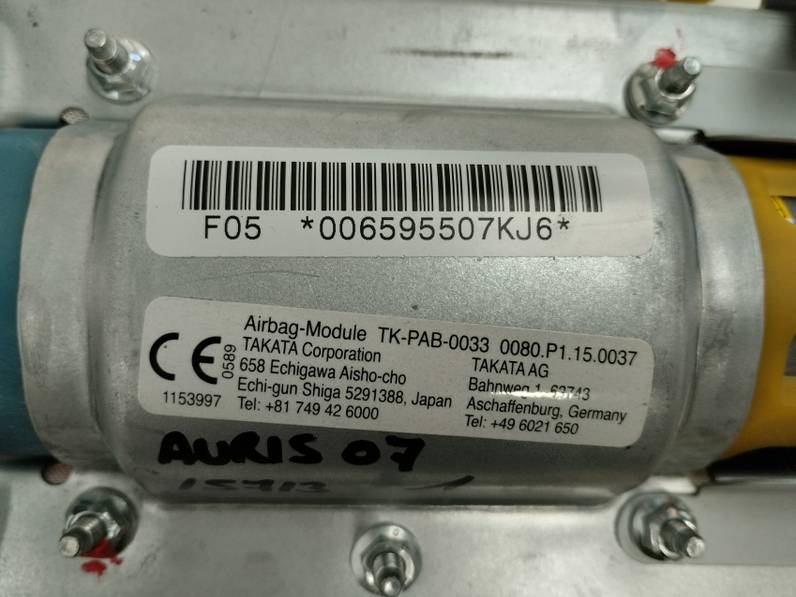 F05 *006595507KJ6*
Airbag-Module TK-PAB-0033 0080.P1.15.0037
CE 0589
1153997
TAKATA Corporation
658 Echigawa Aisho-cho
Echi-gun Shiga 5291388, Japan
Tel: +81 749 42 6000
TAKATA AG
Bahnweg 1, 63743
Aschaffenburg, Germany
Tel: +49 6021 650
AURIS 07